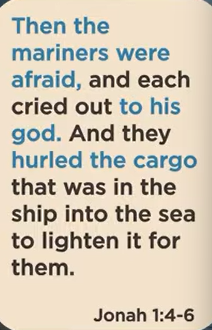 Then the
mariners were
afraid, and each
cried out to his
god. And they
hurled the cargo
that was in the
ship into the sea
to lighten it for
them.
Jonah 1:4-6